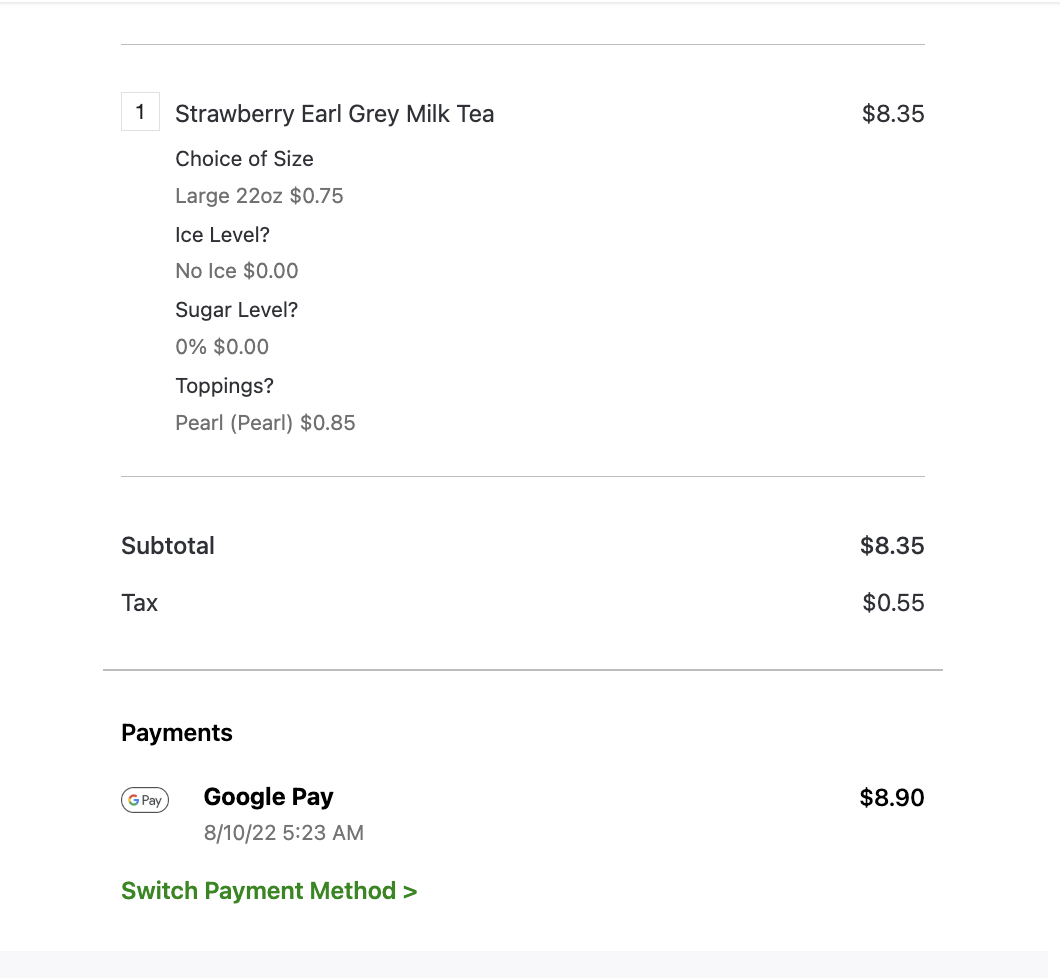 1 Strawberry Earl Grey Milk Tea $8.35
Choice of Size
Large 22oz $0.75
Ice Level?
No Ice $0.00
Sugar Level?
0% $0.00
Toppings?
Pearl (Pearl) $0.85
Subtotal $8.35
Tax $0.55
Payments
G Pay Google Pay $8.90
8/10/22 5:23 AM
Switch Payment Method >